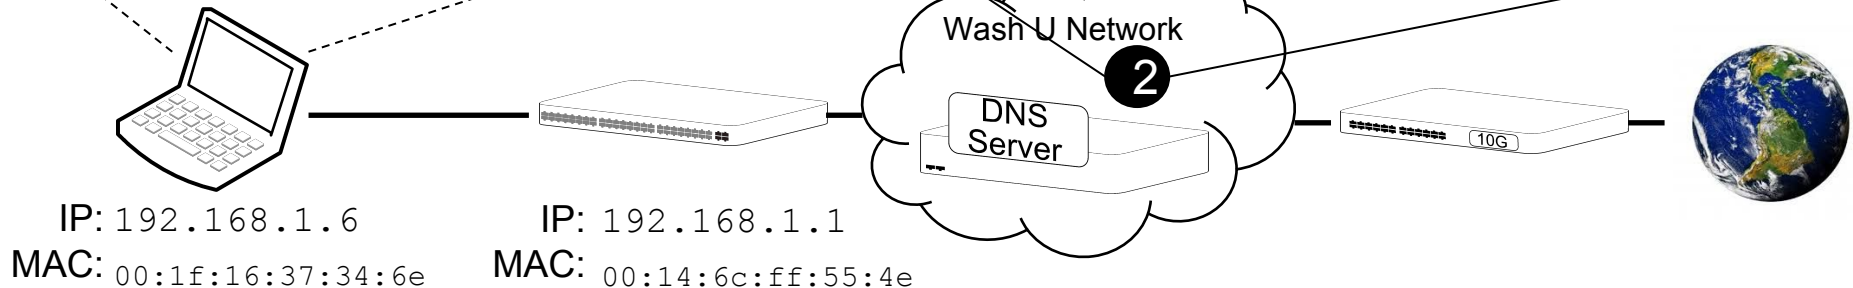 Wash U Network
2
DNS
Server
10G
IP: 192.168.1.6
MAC: 00:1f:16:37:34:6e
IP: 192.168.1.1
MAC: 00:14:6c:ff:55:4e